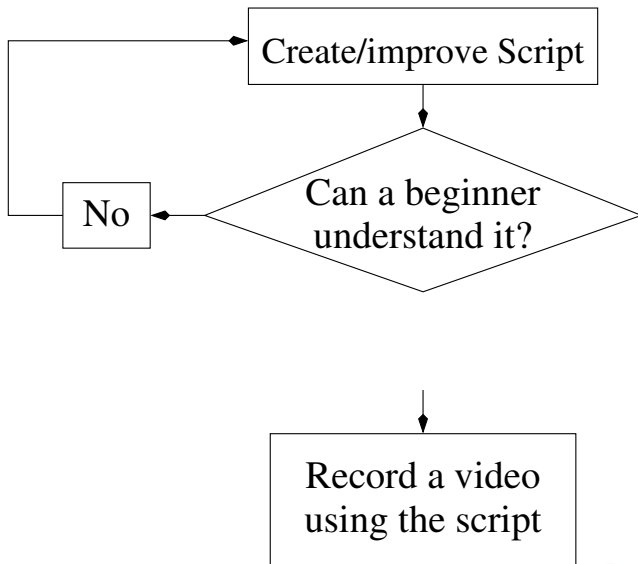 Create/improve Script
Can a beginner
understand it?
No
Record a video
using the script